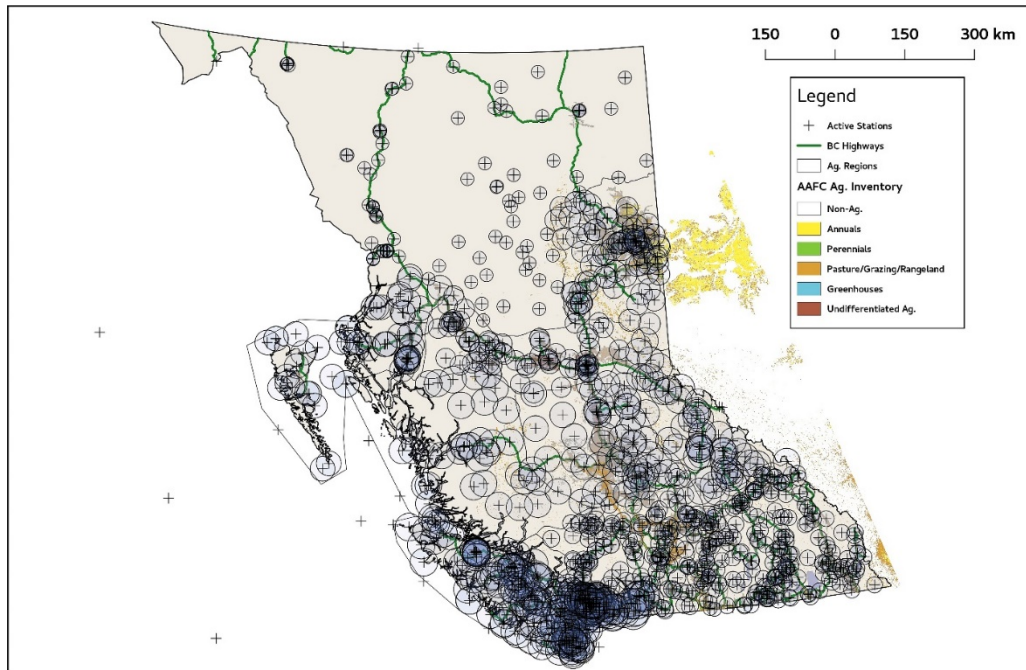 150 0 300 km
Legend
Active Stations
BC Highways
Ag. Regions
AAFC Ag. Inventory
Non-Ag.
Annuals
Perennials
Pasture/Grazing/Rangeland
Greenhouses
Undifferentiated Ag.